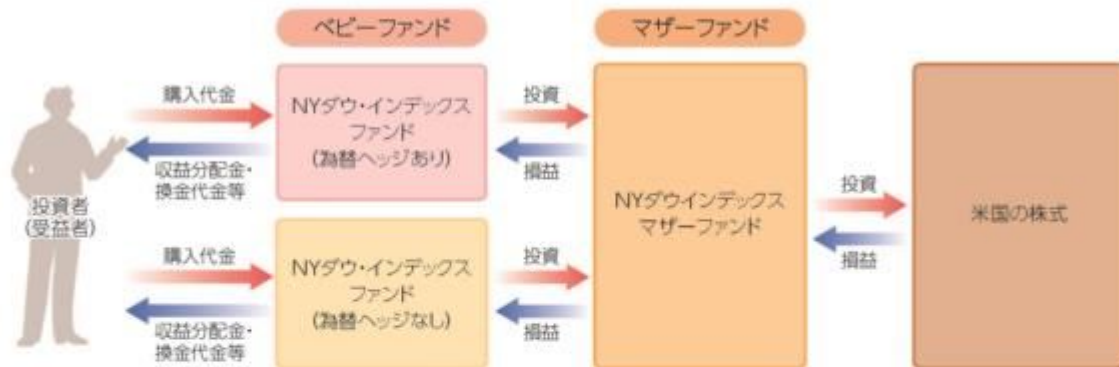 ベビーファンド
マザーファンド
購入代金
収益分配金・
換金代金等
投資者
(受益者)
NYダウ・インデックス
ファンド
(為替ヘッジあり)
投資
損益
購入代金
収益分配金・
換金代金等
NYダウ・インデックス
ファンド
(為替ヘッジなし)
投資
損益
NYダウインデックス
マザーファンド
投資
損益
米国の株式